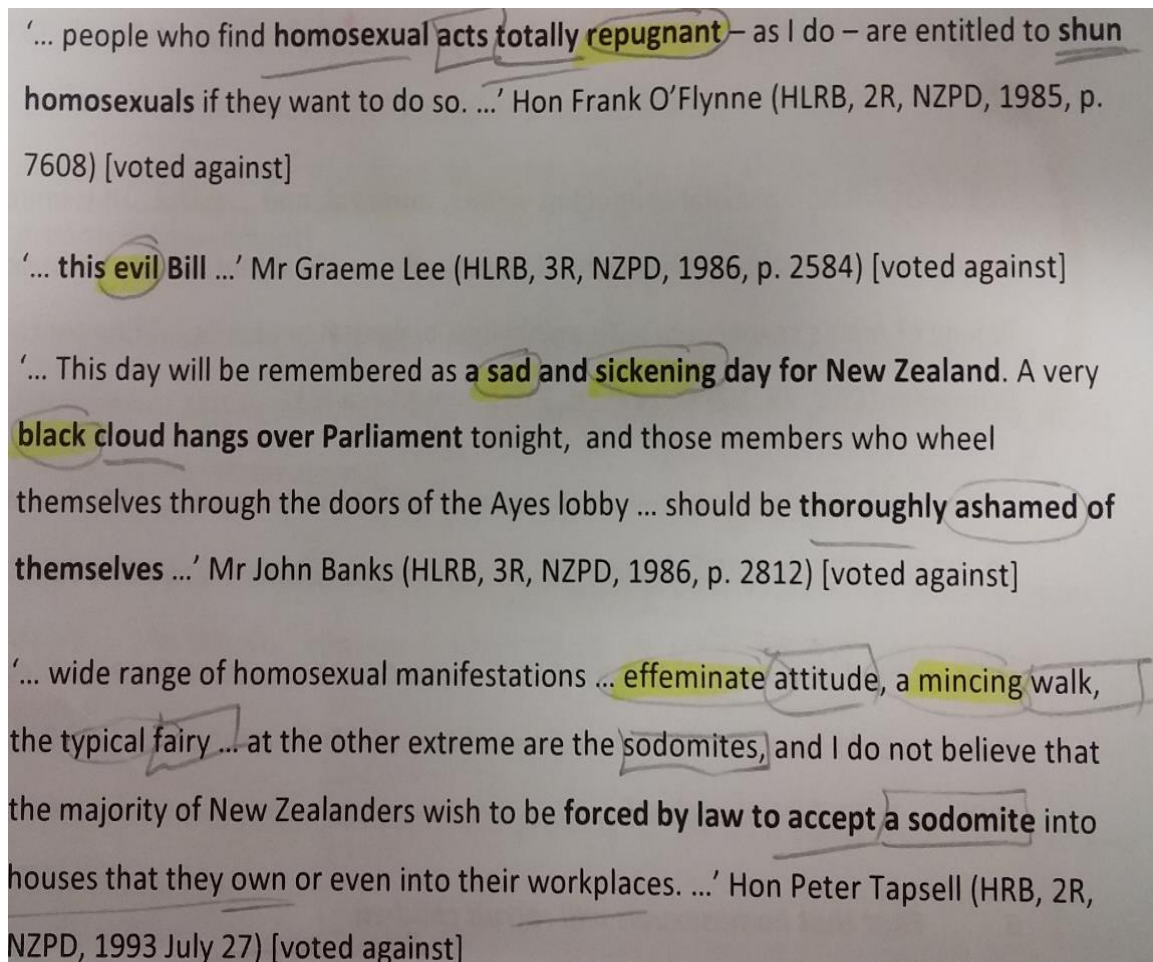 ‘... people who find homosexual acts totally repugnant – as I do – are entitled to shun
homosexuals if they want to do so. ...’ Hon Frank O’Flynne (HLRB, 2R, NZPD, 1985, p.
7608) [voted against]
‘... this evil Bill ...’ Mr Graeme Lee (HLRB, 3R, NZPD, 1986, p. 2584) [voted against]
‘... This day will be remembered as a sad and sickening day for New Zealand. A very
black cloud hangs over Parliament tonight, and those members who wheel
themselves through the doors of the Ayes lobby ... should be thoroughly ashamed of
themselves ...’ Mr John Banks (HLRB, 3R, NZPD, 1986, p. 2812) [voted against]
‘... wide range of homosexual manifestations ... effeminate attitude, a mincing walk,
the typical fairy ... at the other extreme are the sodomites, and I do not believe that
the majority of New Zealanders wish to be forced by law to accept a sodomite into
houses that they own or even into their workplaces. ...’ Hon Peter Tapsell (HRB, 2R,
NZPD, 1993 July 27) [voted against]